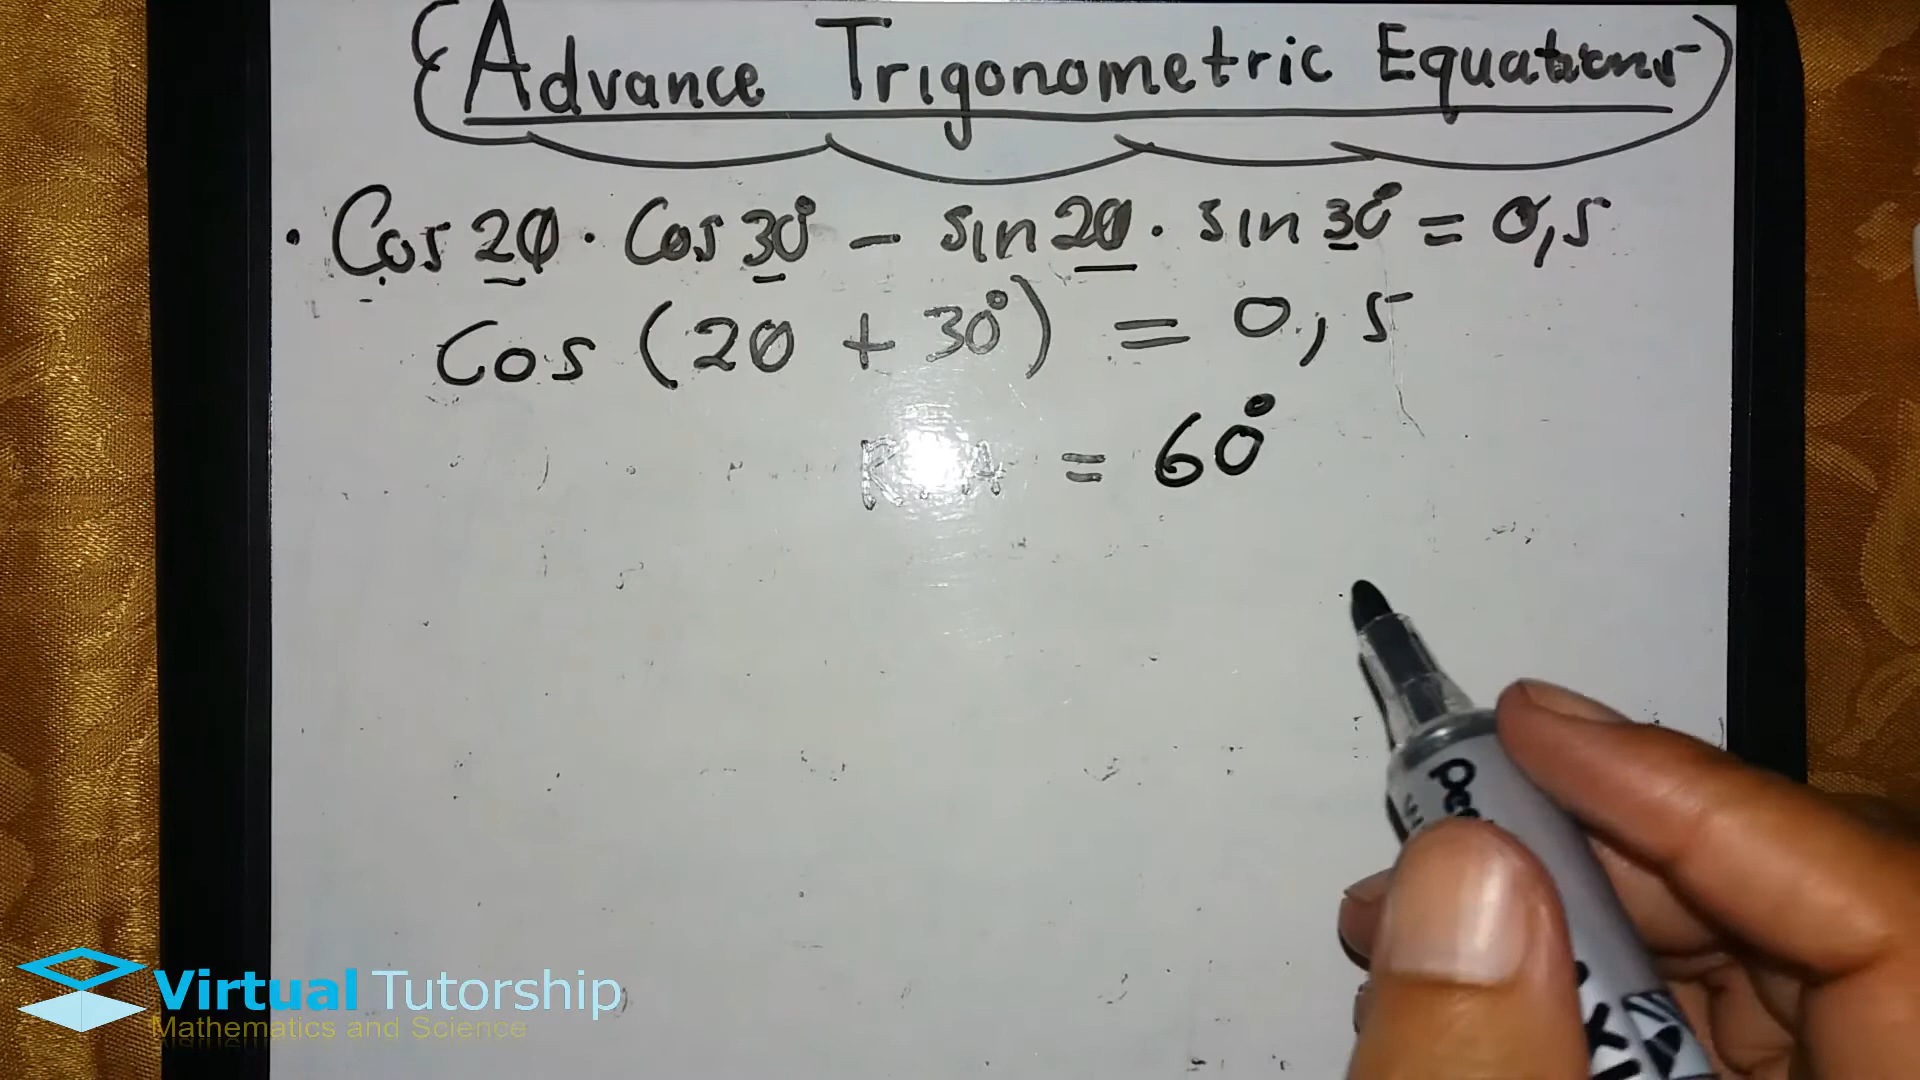 Advance Trigonometric Equations
. Cos 2θ . Cos 30° - sin 2θ . sin 30° = 0,5
Cos (2θ + 30°) = 0,5
= 60°
Virtual Tutorship
Mathematics and Science